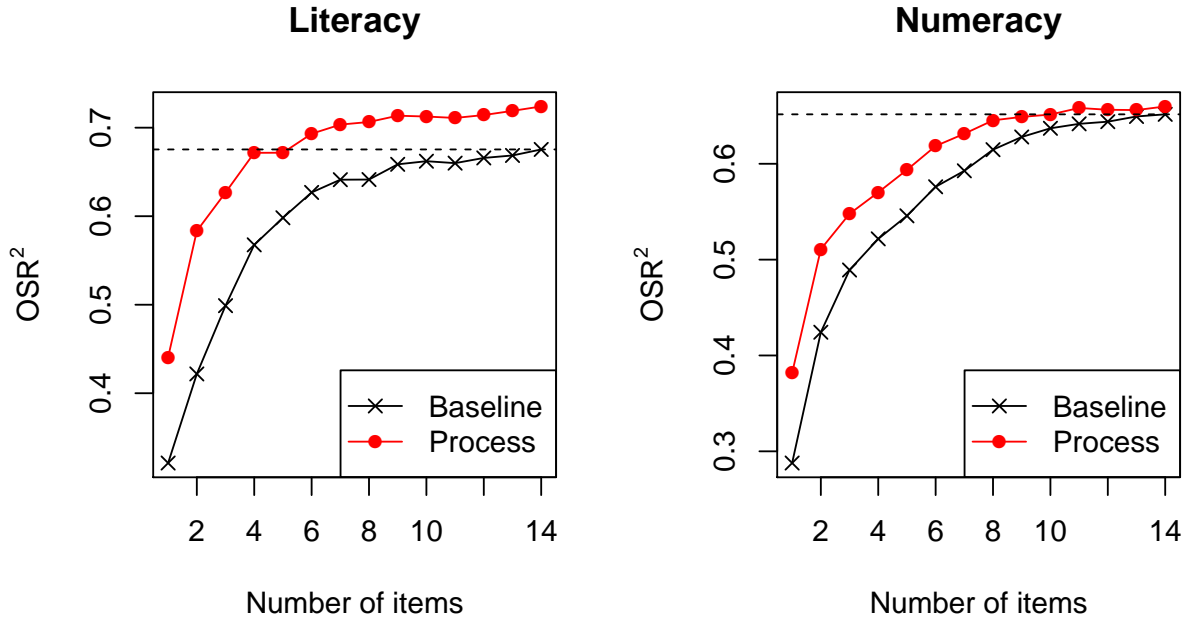 Literacy
OSR²
0.7
0.6
0.5
0.4
2 4 6 10 14
Number of items
Baseline
Process
Numeracy
OSR²
0.6
0.5
0.4
0.3
2 4 6 8 10 14
Number of items
Baseline
Process